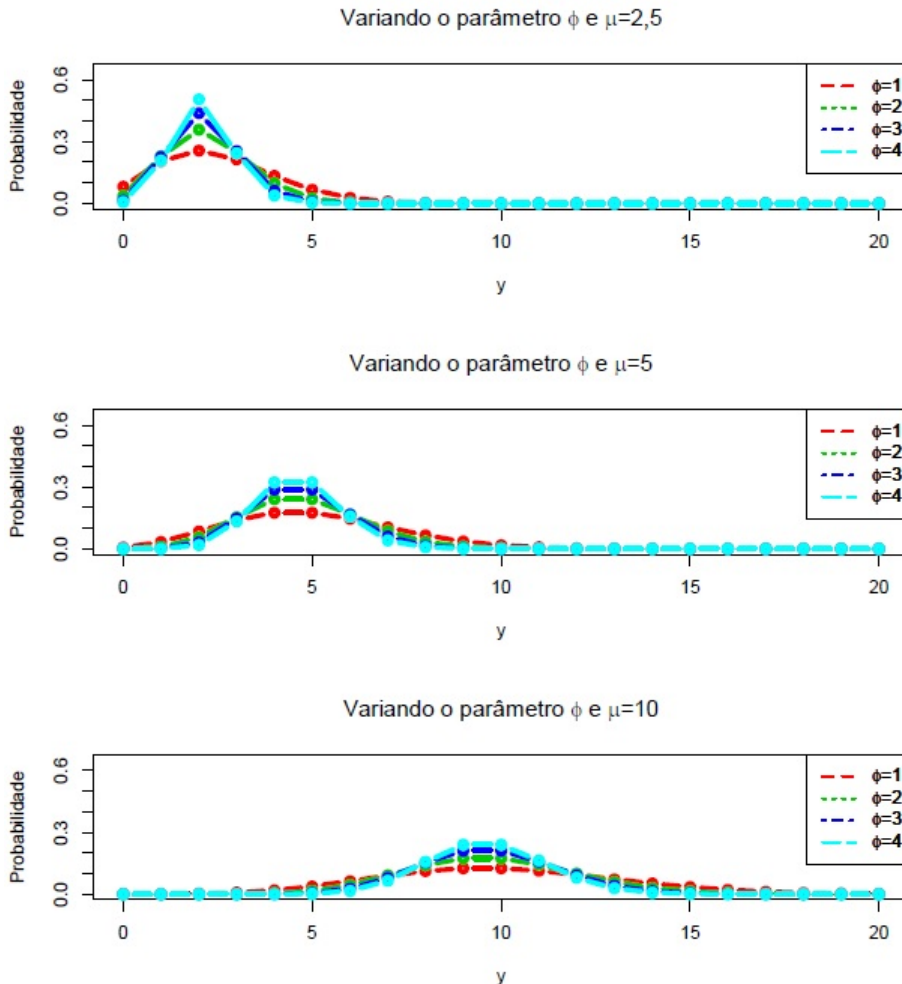 Variando o parâmetro ϕ e μ=2,5
Probabilidade
0.0 0.3 0.6
ϕ=1
ϕ=2
ϕ=3
ϕ=4
0 5 10 15 20
y
Variando o parâmetro ϕ e μ=5
Probabilidade
0.0 0.3 0.6
ϕ=1
ϕ=2
ϕ=3
ϕ=4
0 5 10 15 20
y
Variando o parâmetro ϕ e μ=10
Probabilidade
0.0 0.3 0.6
ϕ=1
ϕ=2
ϕ=3
ϕ=4
0 5 10 15 20
y